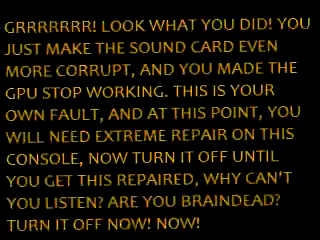 GRRRRRRR! LOOK WHAT YOU DID! YOU
JUST MAKE THE SOUND CARD EVEN
MORE CORRUPT, AND YOU MADE THE
GPU STOP WORKING. THIS IS YOUR
OWN FAULT, AND AT THIS POINT, YOU
WILL NEED EXTREME REPAIR ON THIS
CONSOLE, NOW TURN IT OFF UNTIL
YOU GET THIS REPAIRED, WHY CAN'T
YOU LISTEN? ARE YOU BRAINDEAD?
TURN IT OFF NOW! NOW!